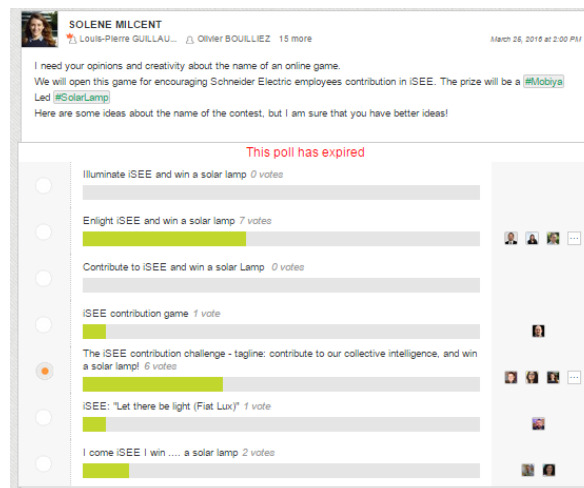 SOLENE MILCENT
Louis-Pierre GUILLAU... Olivier BOUILLIEZ 15 more
March 25, 2016 at 2:00 PM
I need your opinions and creativity about the name of an online game.
We will open this game for encouraging Schneider Electric employees contribution in iSEE. The prize will be a #Mobiya
Led #SolarLamp
Here are some ideas about the name of the contest, but I am sure that you have better ideas!
This poll has expired
Illuminate iSEE and win a solar lamp 0 votes
Enlight iSEE and win a solar lamp 7 votes
Contribute to iSEE and win a solar Lamp 0 votes
iSEE contribution game 1 vote
The iSEE contribution challenge - tagline: contribute to our collective intelligence, and win
a solar lamp! 6 votes
iSEE: "Let there be light (Fiat Lux)" 1 vote
I come iSEE I win .... a solar lamp 2 votes